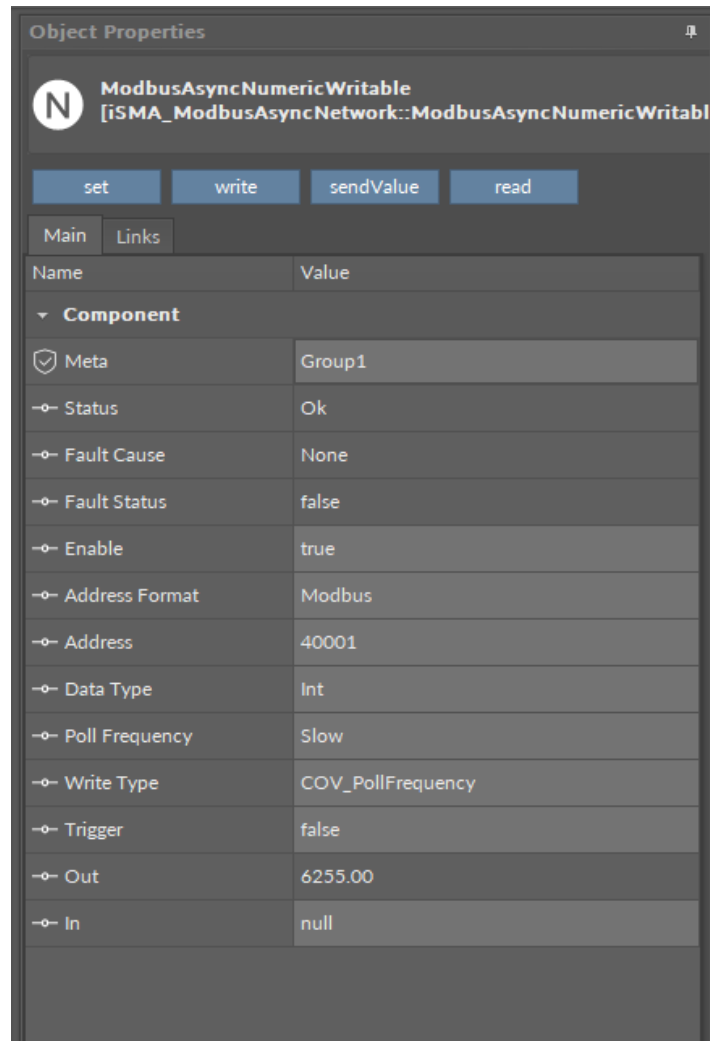 Object Properties
N
ModbusAsyncNumericWritable
[iSMA_ModbusAsyncNetwork::ModbusAsyncNumericWritabl
set write sendValue read
Main Links
Name Value
Component
Meta Group1
Status Ok
Fault Cause None
Fault Status false
Enable true
Address Format Modbus
Address 40001
Data Type Int
Poll Frequency Slow
Write Type COV_PollFrequency
Trigger false
Out 6255.00
In null